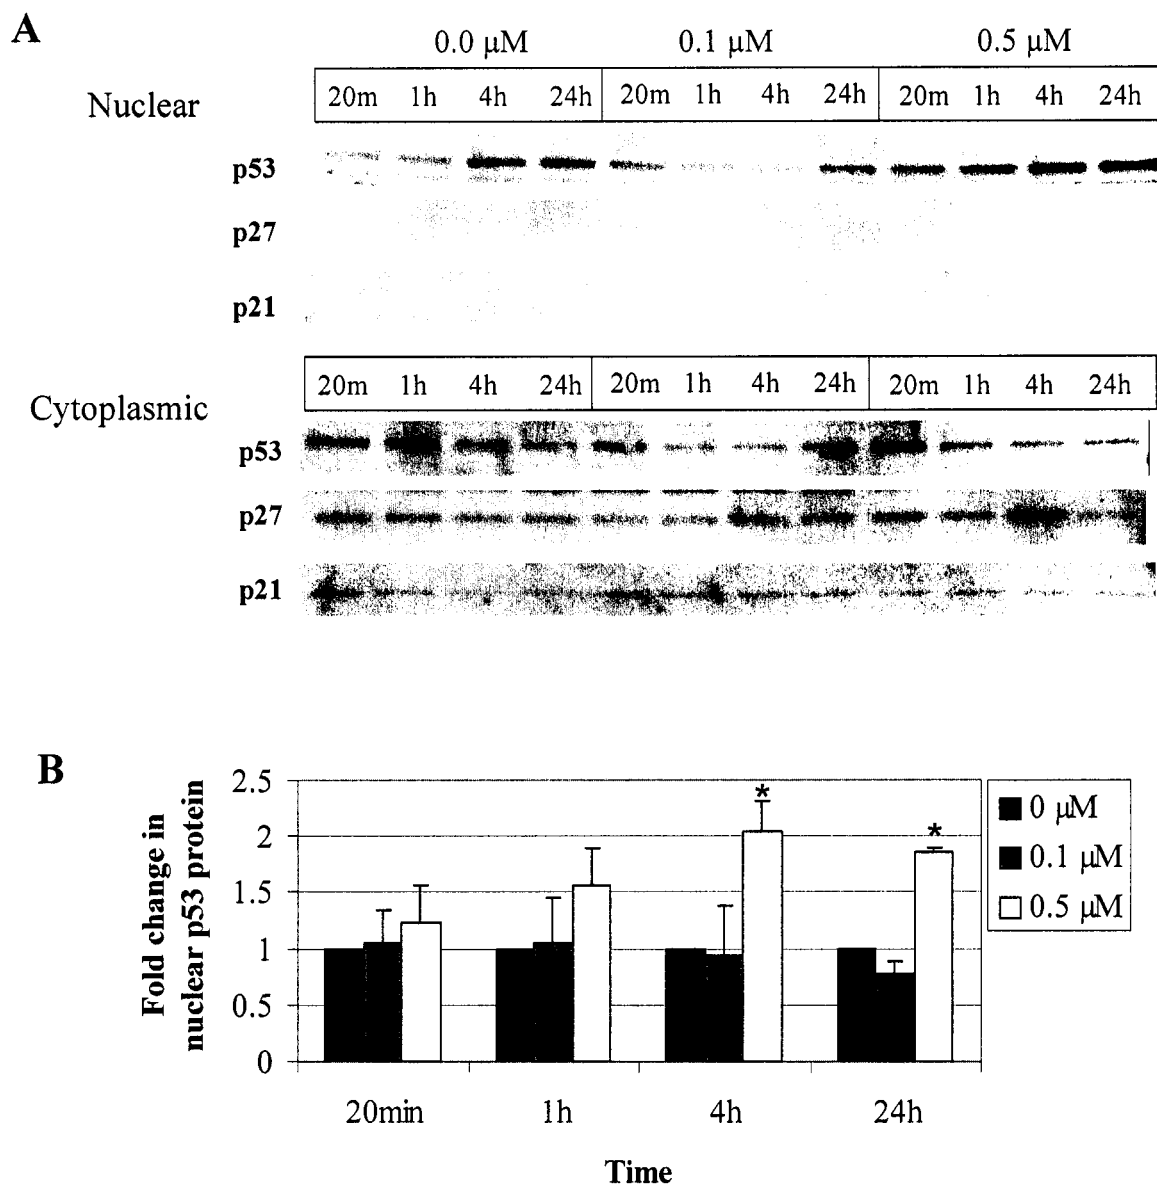 A
0.0 μM 0.1 μM 0.5 μM
Nuclear
20m 1h 4h 24h 20m 1h 4h 24h 20m 1h 4h 24h
p53
p27
p21
Cytoplasmic
20m 1h 4h 24h 20m 1h 4h 24h 20m 1h 4h 24h
p53
p27
p21
B
Fold change in
nuclear p53 protein
2.5
2
1.5
1
0.5
0
* *
0 μM
0.1 μM
0.5 μM
20min 1h 4h 24h
Time